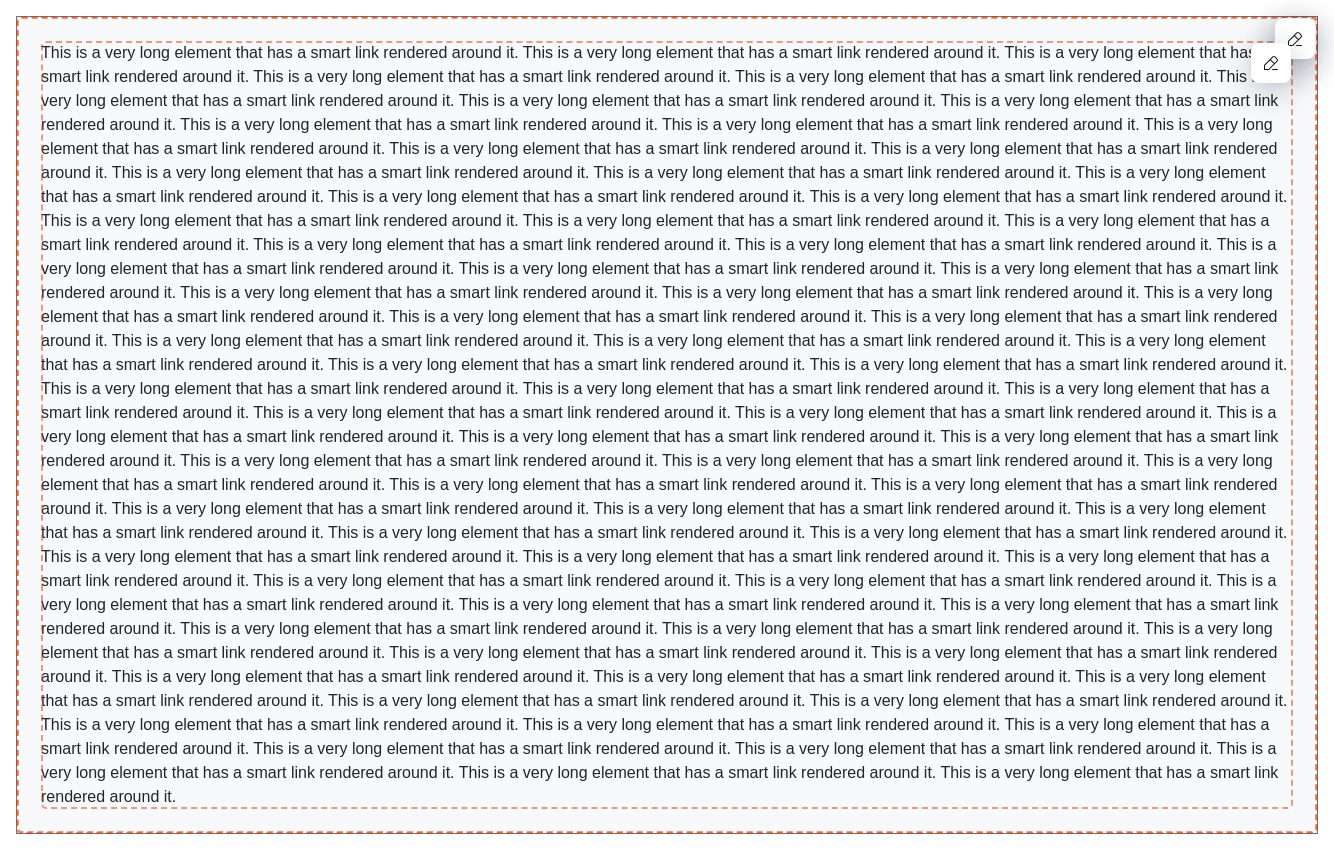 This is a very long element that has a smart link rendered around it. This is a very long element that has a smart link rendered around it. This is a very long element that has
smart link rendered around it. This is a very long element that has a smart link rendered around it. This is a very long element that has a smart link rendered around it. This
very long element that has a smart link rendered around it. This is a very long element that has a smart link rendered around it. This is a very long element that has a smart link
rendered around it. This is a very long element that has a smart link rendered around it. This is a very long element that has a smart link rendered around it. This is a very long
element that has a smart link rendered around it. This is a very long element that has a smart link rendered around it. This is a very long element that has a smart link rendered
around it. This is a very long element that has a smart link rendered around it. This is a very long element that has a smart link rendered around it. This is a very long element
that has a smart link rendered around it. This is a very long element that has a smart link rendered around it. This is a very long element that has a smart link rendered around it.
This is a very long element that has a smart link rendered around it. This is a very long element that has a smart link rendered around it. This is a very long element that has a
smart link rendered around it. This is a very long element that has a smart link rendered around it. This is a very long element that has a smart link rendered around it. This is a
very long element that has a smart link rendered around it. This is a very long element that has a smart link rendered around it. This is a very long element that has a smart link
rendered around it. This is a very long element that has a smart link rendered around it. This is a very long element that has a smart link rendered around it. This is a very long
element that has a smart link rendered around it. This is a very long element that has a smart link rendered around it. This is a very long element that has a smart link rendered
around it. This is a very long element that has a smart link rendered around it. This is a very long element that has a smart link rendered around it. This is a very long element
that has a smart link rendered around it. This is a very long element that has a smart link rendered around it. This is a very long element that has a smart link rendered around it.
This is a very long element that has a smart link rendered around it. This is a very long element that has a smart link rendered around it. This is a very long element that has a
smart link rendered around it. This is a very long element that has a smart link rendered around it. This is a very long element that has a smart link rendered around it. This is a
very long element that has a smart link rendered around it. This is a very long element that has a smart link rendered around it. This is a very long element that has a smart link
rendered around it. This is a very long element that has a smart link rendered around it. This is a very long element that has a smart link rendered around it. This is a very long
element that has a smart link rendered around it. This is a very long element that has a smart link rendered around it. This is a very long element that has a smart link rendered
around it. This is a very long element that has a smart link rendered around it. This is a very long element that has a smart link rendered around it. This is a very long element
that has a smart link rendered around it. This is a very long element that has a smart link rendered around it. This is a very long element that has a smart link rendered around it.
This is a very long element that has a smart link rendered around it. This is a very long element that has a smart link rendered around it. This is a very long element that has a
smart link rendered around it. This is a very long element that has a smart link rendered around it. This is a very long element that has a smart link rendered around it. This is a
very long element that has a smart link rendered around it. This is a very long element that has a smart link rendered around it. This is a very long element that has a smart link
rendered around it. This is a very long element that has a smart link rendered around it. This is a very long element that has a smart link rendered around it. This is a very long
element that has a smart link rendered around it. This is a very long element that has a smart link rendered around it. This is a very long element that has a smart link rendered
around it. This is a very long element that has a smart link rendered around it. This is a very long element that has a smart link rendered around it. This is a very long element
that has a smart link rendered around it. This is a very long element that has a smart link rendered around it. This is a very long element that has a smart link rendered around it.
This is a very long element that has a smart link rendered around it. This is a very long element that has a smart link rendered around it. This is a very long element that has a
smart link rendered around it. This is a very long element that has a smart link rendered around it. This is a very long element that has a smart link rendered around it. This is a
very long element that has a smart link rendered around it. This is a very long element that has a smart link rendered around it. This is a very long element that has a smart link
rendered around it.